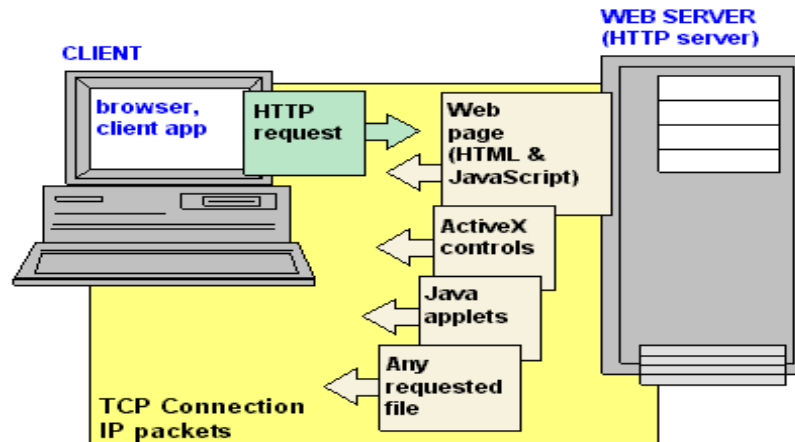 WEB SERVER
(HTTP server)
CLIENT
browser,
client app
HTTP
request
Web
page
(HTML &
JavaScript)
ActiveX
controls
Java
applets
Any
requested
file
TCP Connection
IP packets